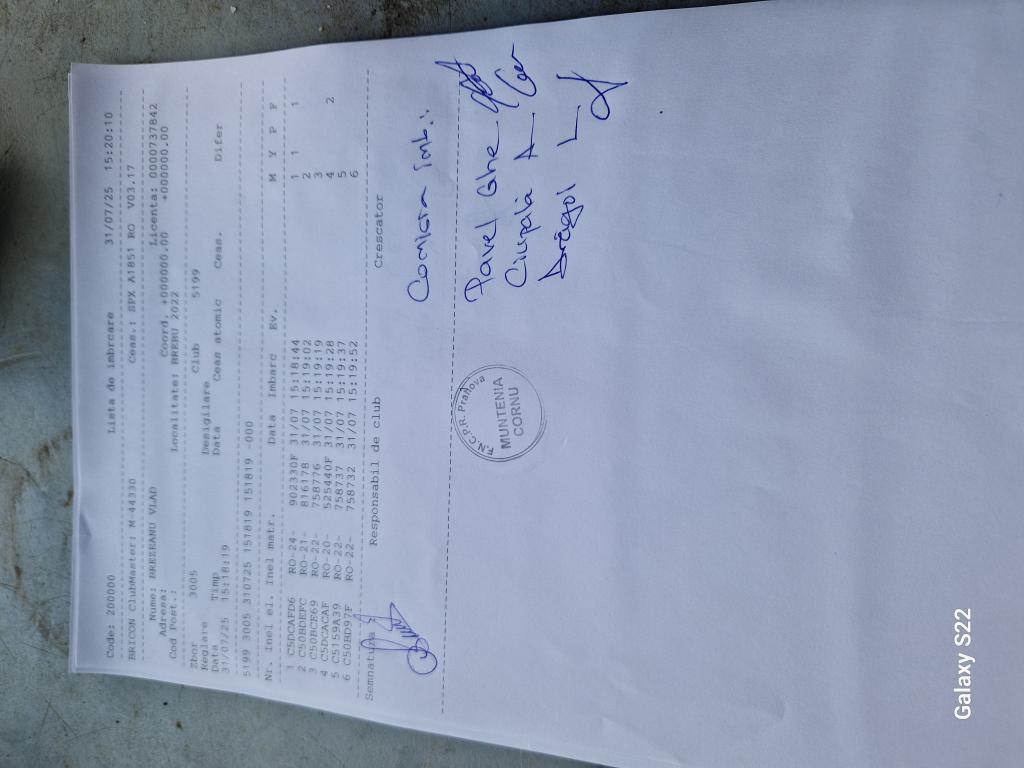 Code: 200000 Lista de imbrcare 31/07/25 15:20:10
BRICON ClubMaster: M-44330 Ceas.: SPX A1851 RO V03.17
Nume: BREZEANU VLAD Licenta: 0000737842
Adresa: Coord. +000000.00 +000000.00
Cod Post.: Localitate: BREBU 2022
Zbor 3005 Club 5199
Reglare Desigilare
Data Timp Data Ceas atomic Ceas. Difer
31/07/25 15:18:19
5199 3005 310725 151819 151819 -000
Nr. Inel el. Inel matr. Data Imbarc Ev. M Y P F
1 C5DCAFD6 RO-24- 902330F 31/07 15:18:44 1 1 1
2 C50BDEFC RO-21- 816178 31/07 15:19:02 2
3 C50BCE69 RO-22- 758776 31/07 15:19:19 3
4 C5DCACAF RO-20- 525440F 31/07 15:19:28 4 2
5 C5159A39 RO-22- 758737 31/07 15:19:37 5
6 C50BD97F RO-22- 758732 31/07 15:19:52 6
Semnatura : Responsabil de club Crescator
Comisia Imb.:
Pavel Ghe
Ciupala A
Drăgoi L
F.N.C.P.R. Prahova
MUNTENIA
CORNU
Galaxy S22